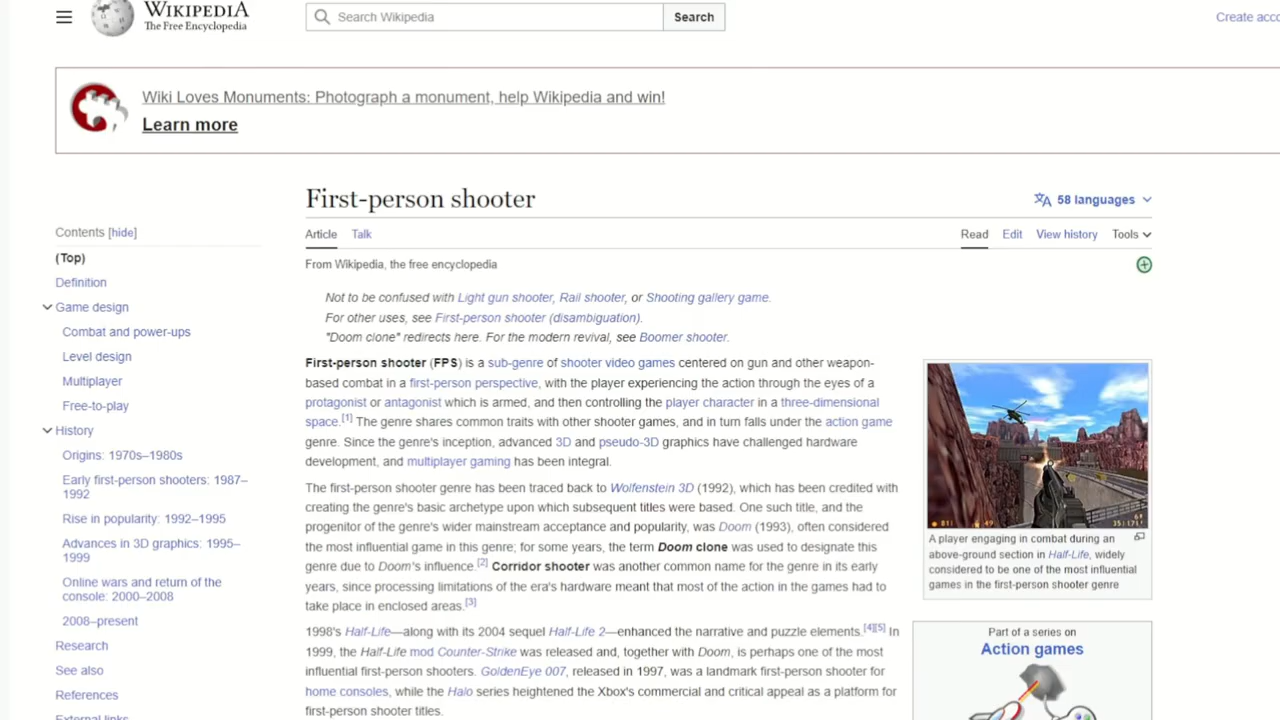 WIKIPEDIA
The Free Encyclopedia
Search Wikipedia
Search
Create acco
Wiki Loves Monuments: Photograph a monument, help Wikipedia and win!
Learn more
First-person shooter
58 languages
Contents [hide]
(Top)
Definition
Game design
Combat and power-ups
Level design
Multiplayer
Free-to-play
History
Origins: 1970s–1980s
Early first-person shooters: 1987–
1992
Rise in popularity: 1992–1995
Advances in 3D graphics: 1995–
1999
Online wars and return of the
console: 2000–2008
2008–present
Research
See also
References
External links
Article Talk
Read Edit View history Tools
From Wikipedia, the free encyclopedia
Not to be confused with Light gun shooter, Rail shooter, or Shooting gallery game.
For other uses, see First-person shooter (disambiguation).
"Doom clone" redirects here. For the modern revival, see Boomer shooter.
First-person shooter (FPS) is a sub-genre of shooter video games centered on gun and other weapon-
based combat in a first-person perspective, with the player experiencing the action through the eyes of a
protagonist or antagonist which is armed, and then controlling the player character in a three-dimensional
space.[1] The genre shares common traits with other shooter games, and in turn falls under the action game
genre. Since the genre's inception, advanced 3D and pseudo-3D graphics have challenged hardware
development, and multiplayer gaming has been integral.
The first-person shooter genre has been traced back to Wolfenstein 3D (1992), which has been credited with
creating the genre's basic archetype upon which subsequent titles were based. One such title, and the
progenitor of the genre's wider mainstream acceptance and popularity, was Doom (1993), often considered
the most influential game in this genre; for some years, the term Doom clone was used to designate this
genre due to Doom's influence.[2] Corridor shooter was another common name for the genre in its early
years, since processing limitations of the era's hardware meant that most of the action in the games had to
take place in enclosed areas.[3]
1998's Half-Life—along with its 2004 sequel Half-Life 2—enhanced the narrative and puzzle elements.[4][5] In
1999, the Half-Life mod Counter-Strike was released and, together with Doom, is perhaps one of the most
influential first-person shooters. GoldenEye 007, released in 1997, was a landmark first-person shooter for
home consoles, while the Halo series heightened the Xbox's commercial and critical appeal as a platform for
first-person shooter titles.
A player engaging in combat during an
above-ground section in Half-Life, widely
considered to be one of the most influential
games in the first-person shooter genre
Part of a series on
Action games